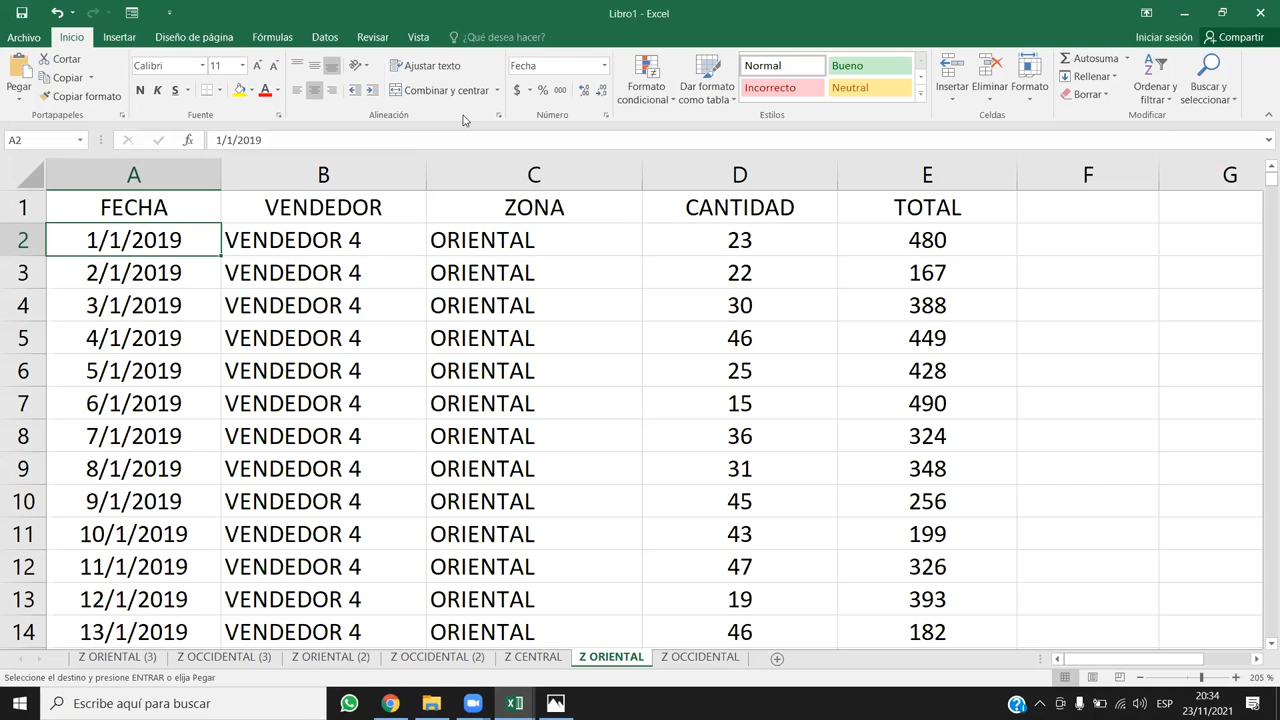 Libro1 - Excel
Archivo Inicio Insertar Diseño de página Fórmulas Datos Revisar Vista ¿Qué desea hacer? Iniciar sesión Compartir
Pegar
Cortar
Copiar
Copiar formato
Portapapeles
Calibri 11
N K S
Fuente
Ajustar texto
Combinar y centrar
Alineación
Fecha
$ % 000
Número
Formato condicional
Dar formato como tabla
Normal Bueno
Incorrecto Neutral
Estilos
Insertar Eliminar Formato
Celdas
Autosuma
Rellenar
Borrar
Ordenar y filtrar
Buscar y seleccionar
Modificar
A2 fx 1/1/2019
A B C D E F G
1 FECHA VENDEDOR ZONA CANTIDAD TOTAL
2 1/1/2019 VENDEDOR 4 ORIENTAL 23 480
3 2/1/2019 VENDEDOR 4 ORIENTAL 22 167
4 3/1/2019 VENDEDOR 4 ORIENTAL 30 388
5 4/1/2019 VENDEDOR 4 ORIENTAL 46 449
6 5/1/2019 VENDEDOR 4 ORIENTAL 25 428
7 6/1/2019 VENDEDOR 4 ORIENTAL 15 490
8 7/1/2019 VENDEDOR 4 ORIENTAL 36 324
9 8/1/2019 VENDEDOR 4 ORIENTAL 31 348
10 9/1/2019 VENDEDOR 4 ORIENTAL 45 256
11 10/1/2019 VENDEDOR 4 ORIENTAL 43 199
12 11/1/2019 VENDEDOR 4 ORIENTAL 47 326
13 12/1/2019 VENDEDOR 4 ORIENTAL 19 393
14 13/1/2019 VENDEDOR 4 ORIENTAL 46 182
Z ORIENTAL (3) Z OCCIDENTAL (3) Z ORIENTAL (2) Z OCCIDENTAL (2) Z CENTRAL Z ORIENTAL Z OCCIDENTAL
Seleccione el destino y presione ENTRAR o elija Pegar 205 %
Escribe aquí para buscar ESP 20:34
23/11/2021